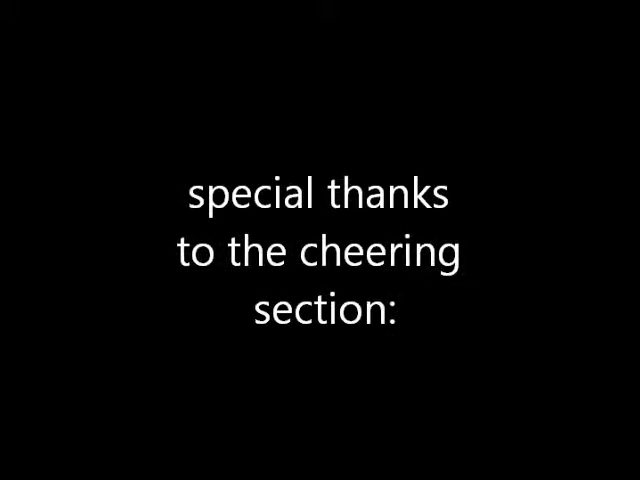 special thanks
to the cheering
section: